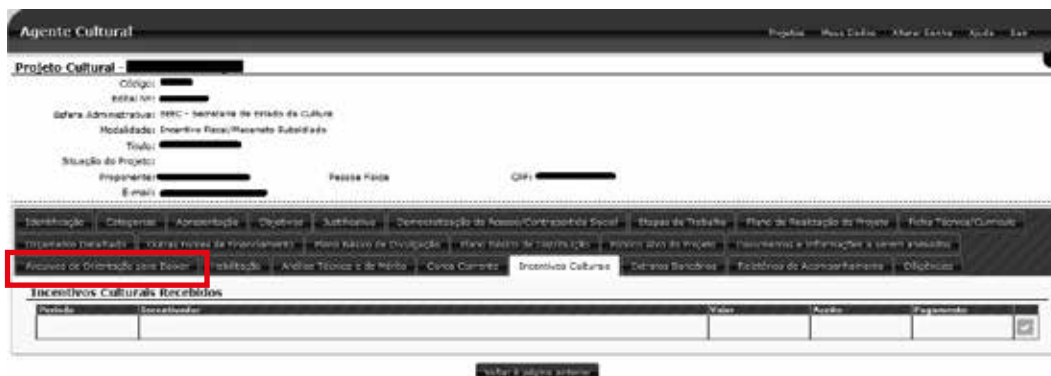 Agente Cultural
Projetos Meus Dados Alterar Senha Ajuda Sair
Projeto Cultural -
Código:
Edital Nº:
Esfera Administrativa: SEEC - Secretaria de Estado da Cultura
Modalidade: Incentivo Fiscal/Mecenato Subsidiado
Título:
Situação do Projeto:
Proponente: Pessoa Física CPF:
E-mail:
Identificação Categorias Apresentação Objetivos Justificativa Democratização do Acesso/Contrapartida Social Etapas de Trabalho Plano de Realização do Projeto Ficha Técnica/Currículo
Orçamento Detalhado Outras Fontes de Financiamento Plano Básico de Divulgação Plano Básico de Distribuição Público Alvo do Projeto Documentos e Informações a serem anexados
Arquivos de Orientação para Baixar Habilitação Análise Técnica e de Mérito Conta Corrente Incentivos Culturais Extratos Bancários Relatórios de Acompanhamento Diligências
Incentivos Culturais Recebidos
Período Incentivador Valor Aceito Pagamento
Voltar à página anterior